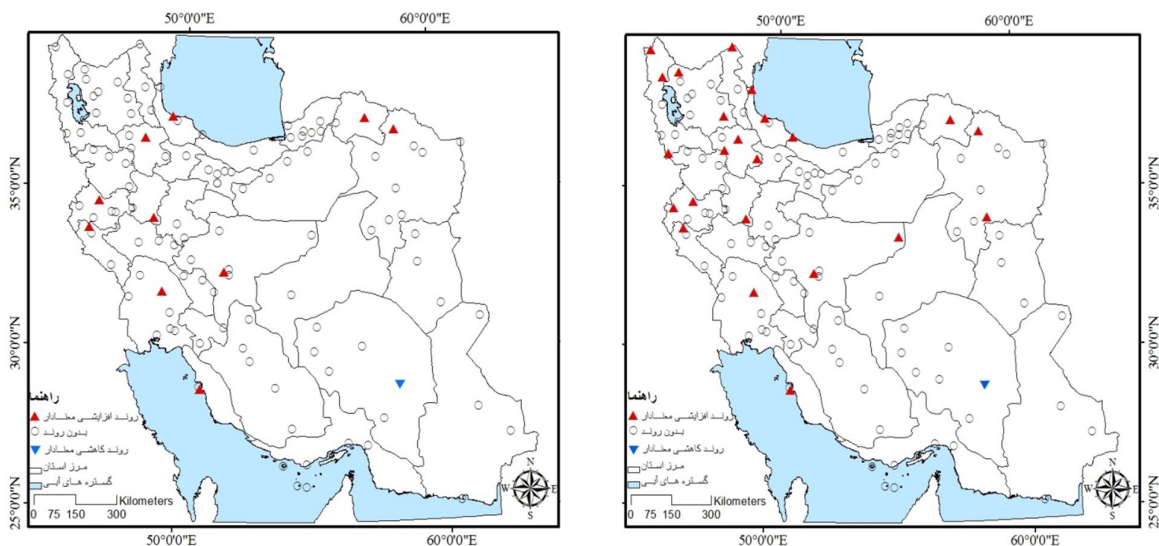 50°0'0"E
60°0'0"E
35°0'0"N
30°0'0"N
25°0'0"N
راهنما
روند افزایشی معنادار
بدون روند
روند کاهشی معنادار
مرز استان
گستره های آبی
0 75 150 300 Kilometers
N
W E
S
50°0'0"E
60°0'0"E
50°0'0"E
60°0'0"E
35°0'0"N
30°0'0"N
25°0'0"N
راهنما
روند افزایشی معنادار
بدون روند
روند کاهشی معنادار
مرز استان
گستره های آبی
0 75 150 300 Kilometers
N
W E
S
50°0'0"E
60°0'0"E